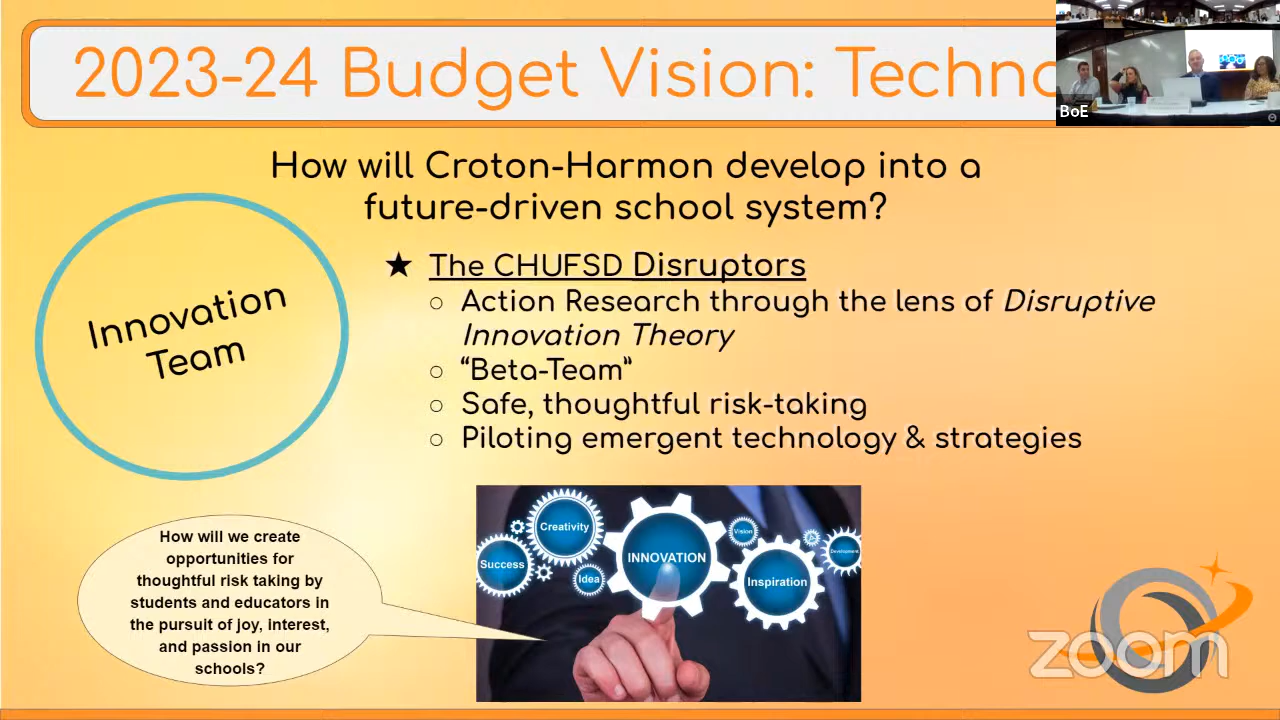 2023-24 Budget Vision: Techno
BoE
How will Croton-Harmon develop into a
future-driven school system?
Innovation
Team
★ The CHUFSD Disruptors
○ Action Research through the lens of Disruptive
Innovation Theory
○ “Beta-Team”
○ Safe, thoughtful risk-taking
○ Piloting emergent technology & strategies
How will we create
opportunities for
thoughtful risk taking by
students and educators in
the pursuit of joy, interest,
and passion in our
schools?
Creativity
Success
Idea
INNOVATION
Vision
Inspiration
Development
zoom